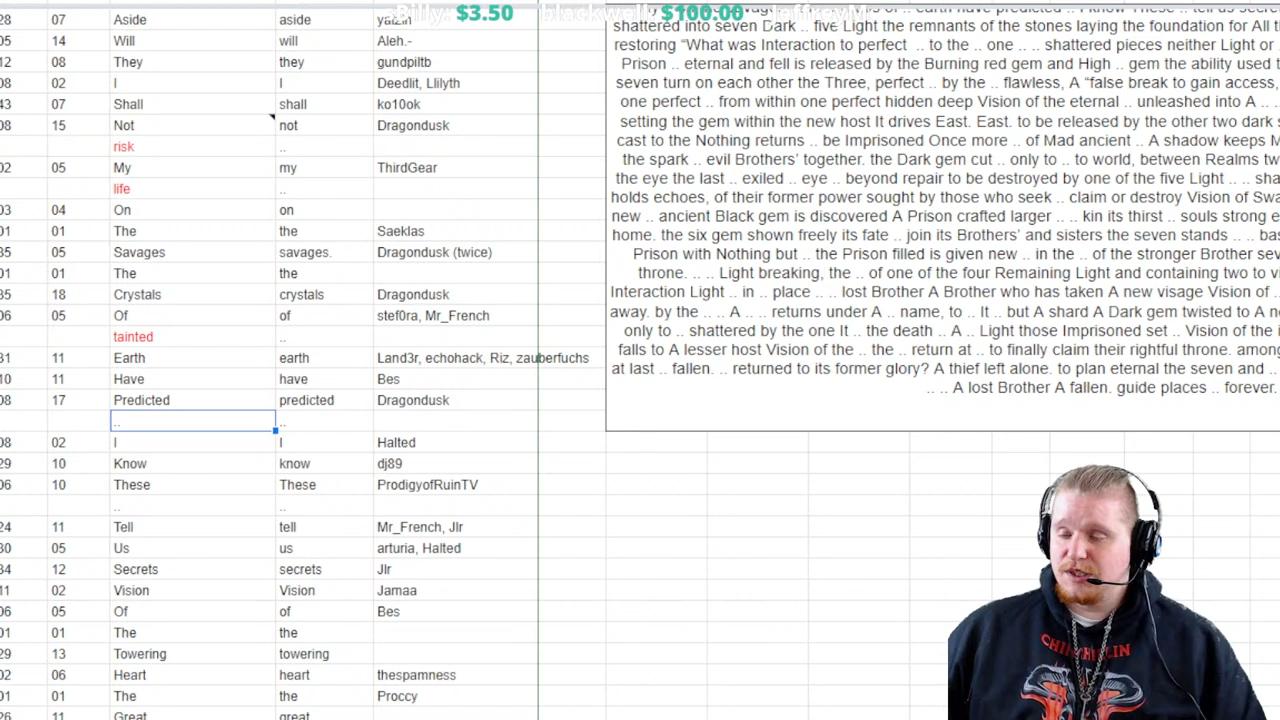 Billy: $3.50 blackwell: $100.00 JeffreyM
28 07 Aside aside
shattered into seven Dark .. five Light the remnants of the stones laying the foundation for All
05 14 Will will Aleh.-
restoring “What was Interaction to perfect .. to the .. one .. .. shattered pieces neither Light or
12 08 They they gundpiltb
Prison .. eternal and fell is released by the Burning red gem and High .. gem the ability used
08 02 I I Deedlit, Llilyth
seven turn on each other the Three, perfect .. by the .. flawless, A “false break to gain access,
43 07 Shall shall ko10ok
one perfect .. from within one perfect hidden deep Vision of the eternal .. unleashed into A .. ..
08 15 Not not Dragondusk
setting the gem within the new host It drives East. East. to be released by the other two dark
risk ..
cast to the Nothing returns .. be Imprisoned Once more .. of Mad ancient .. A shadow keeps
02 05 My my ThirdGear
the spark .. evil Brothers’ together. the Dark gem cut .. only to .. to world, between Realms
life ..
the eye the last .. exiled .. eye .. beyond repair to be destroyed by one of the five Light ..
03 04 On on
holds echoes, of their former power sought by those who seek .. claim or destroy Vision of
01 01 The the Saeklas
new .. ancient Black gem is discovered A Prison crafted larger .. .. kin its thirst .. souls strong
35 05 Savages savages. Dragondusk (twice)
home. the six gem shown freely its fate .. join its Brothers’ and sisters the seven stands .. ..
01 01 The the
Prison with Nothing but .. the Prison filled is given new .. in the .. of the stronger Brother
35 18 Crystals crystals Dragondusk
throne. .. .. Light breaking, the .. of one of the four Remaining Light and containing two to
06 05 Of of stef0ra, Mr_French
Interaction Light .. in .. place .. .. lost Brother A Brother who has taken A new visage Vision of ..
tainted ..
away. by the .. .. A .. .. returns under A .. name, to .. It .. but A shard A Dark gem twisted to A
31 11 Earth earth Land3r, echohack, Riz, zauberfuchs
only to .. shattered by the one It .. the death .. A .. Light those Imprisoned set .. Vision of the
10 11 Have have Bes
falls to A lesser host Vision of the .. the .. return at .. to finally claim their rightful throne.
08 17 Predicted predicted Dragondusk
at last .. fallen. .. returned to its former glory? A thief left alone. to plan eternal the seven and ..
.. .. A lost Brother A fallen. guide places .. forever.
.. ..
08 02 I I Halted
29 10 Know know dj89
06 10 These These ProdigyofRuinTV
.. ..
24 11 Tell tell Mr_French, Jlr
30 05 Us us arturia, Halted
34 12 Secrets secrets Jlr
11 02 Vision Vision Jamaa
06 05 Of of Bes
01 01 The the
29 13 Towering towering
02 06 Heart heart thespamness
01 01 The the Proccy
26 11 Great great